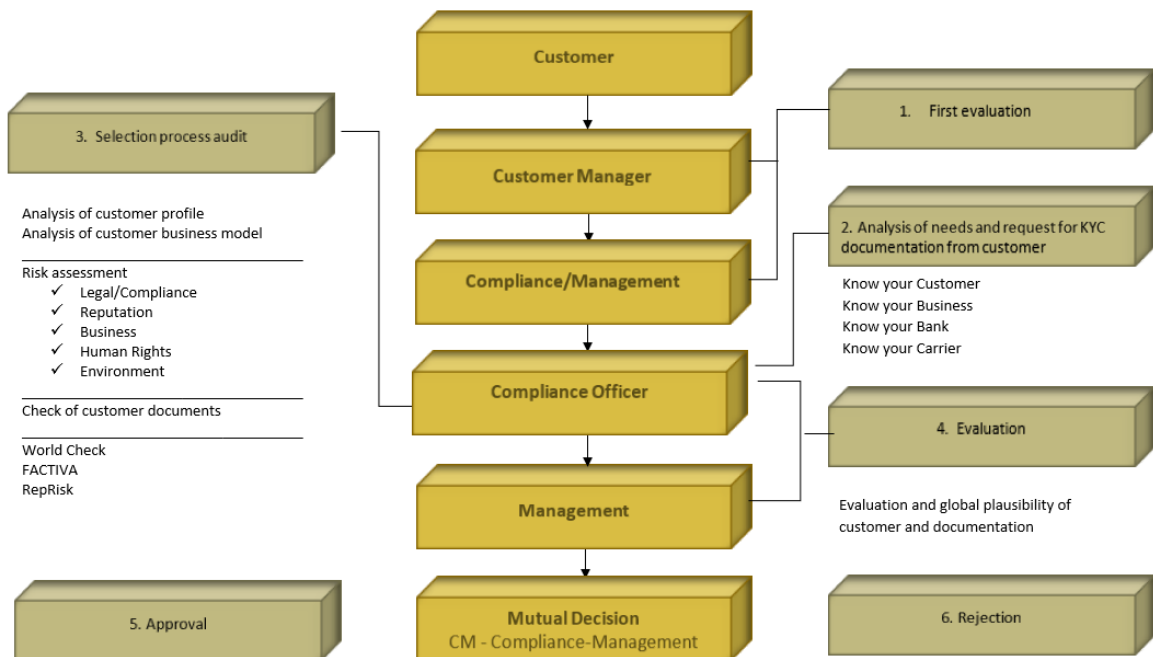 Customer
1. First evaluation
3. Selection process audit
Customer Manager
Analysis of customer profile
Analysis of customer business model
2. Analysis of needs and request for KYC
documentation from customer
Compliance/Management
Risk assessment
✓ Legal/Compliance
✓ Reputation
✓ Business
✓ Human Rights
✓ Environment
Know your Customer
Know your Business
Know your Bank
Know your Carrier
Compliance Officer
Check of customer documents
4. Evaluation
World Check
FACTIVA
RepRisk
Management
Evaluation and global plausibility of
customer and documentation
5. Approval
Mutual Decision
CM - Compliance-Management
6. Rejection